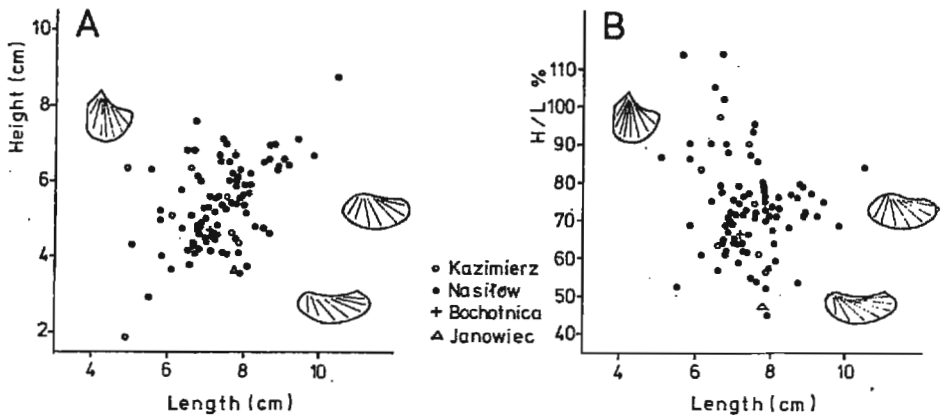 A
Height (cm)
10
8
6
4
2
4 6 8 10
Length (cm)
○ Kazimierz
● Nasiłów
+ Bochotnica
△ Janowiec
B
H/L %
110
100
90
80
70
60
50
40
4 6 8 10
Length (cm)